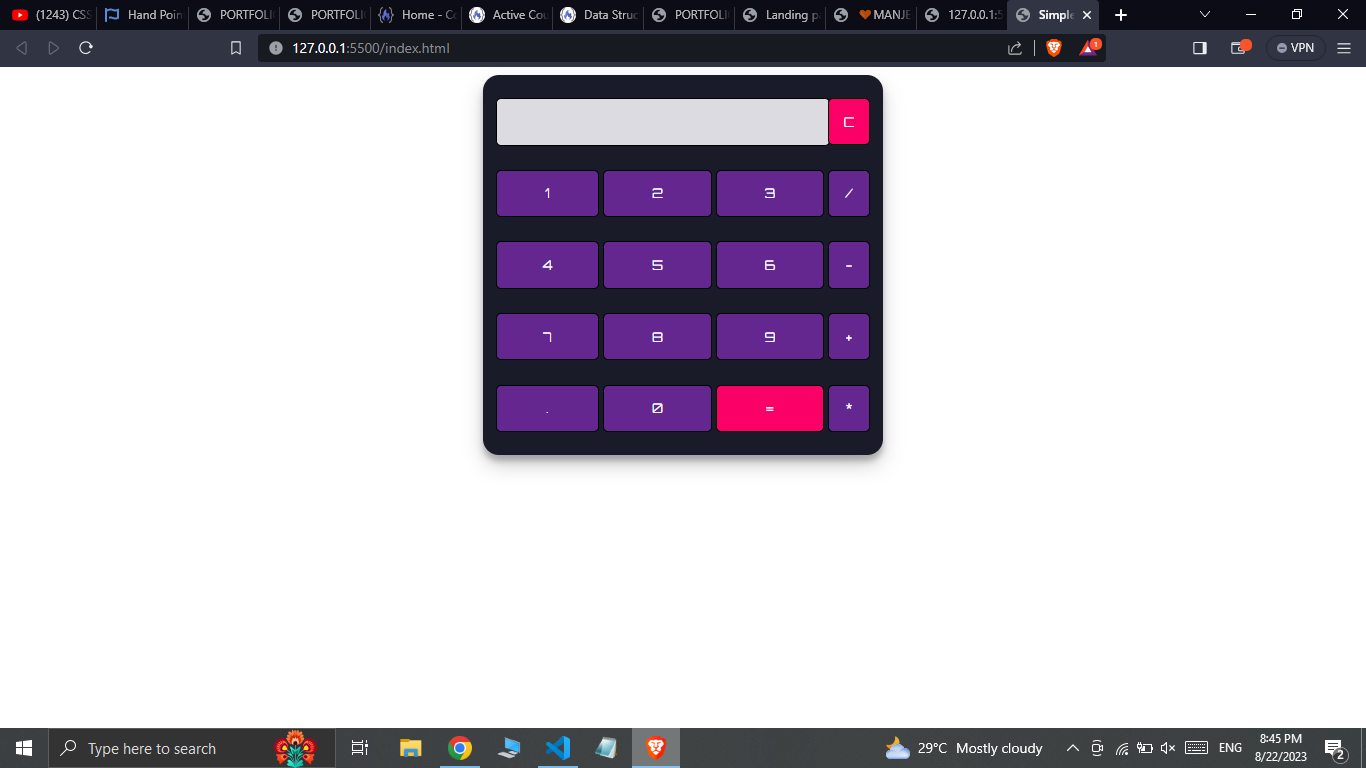 (1243) CSS
Hand Poin
PORTFOLI
PORTFOLI
Home - Co
Active Cou
Data Struc
PORTFOLI
Landing p
MANJE
127.0.0.1:5
Simple
127.0.0.1:5500/index.html
1
VPN
C
1 2 3 /
4 5 6 -
7 8 9 +
. 0 = *
Type here to search
29°C Mostly cloudy
ENG
8:45 PM
8/22/2023
2